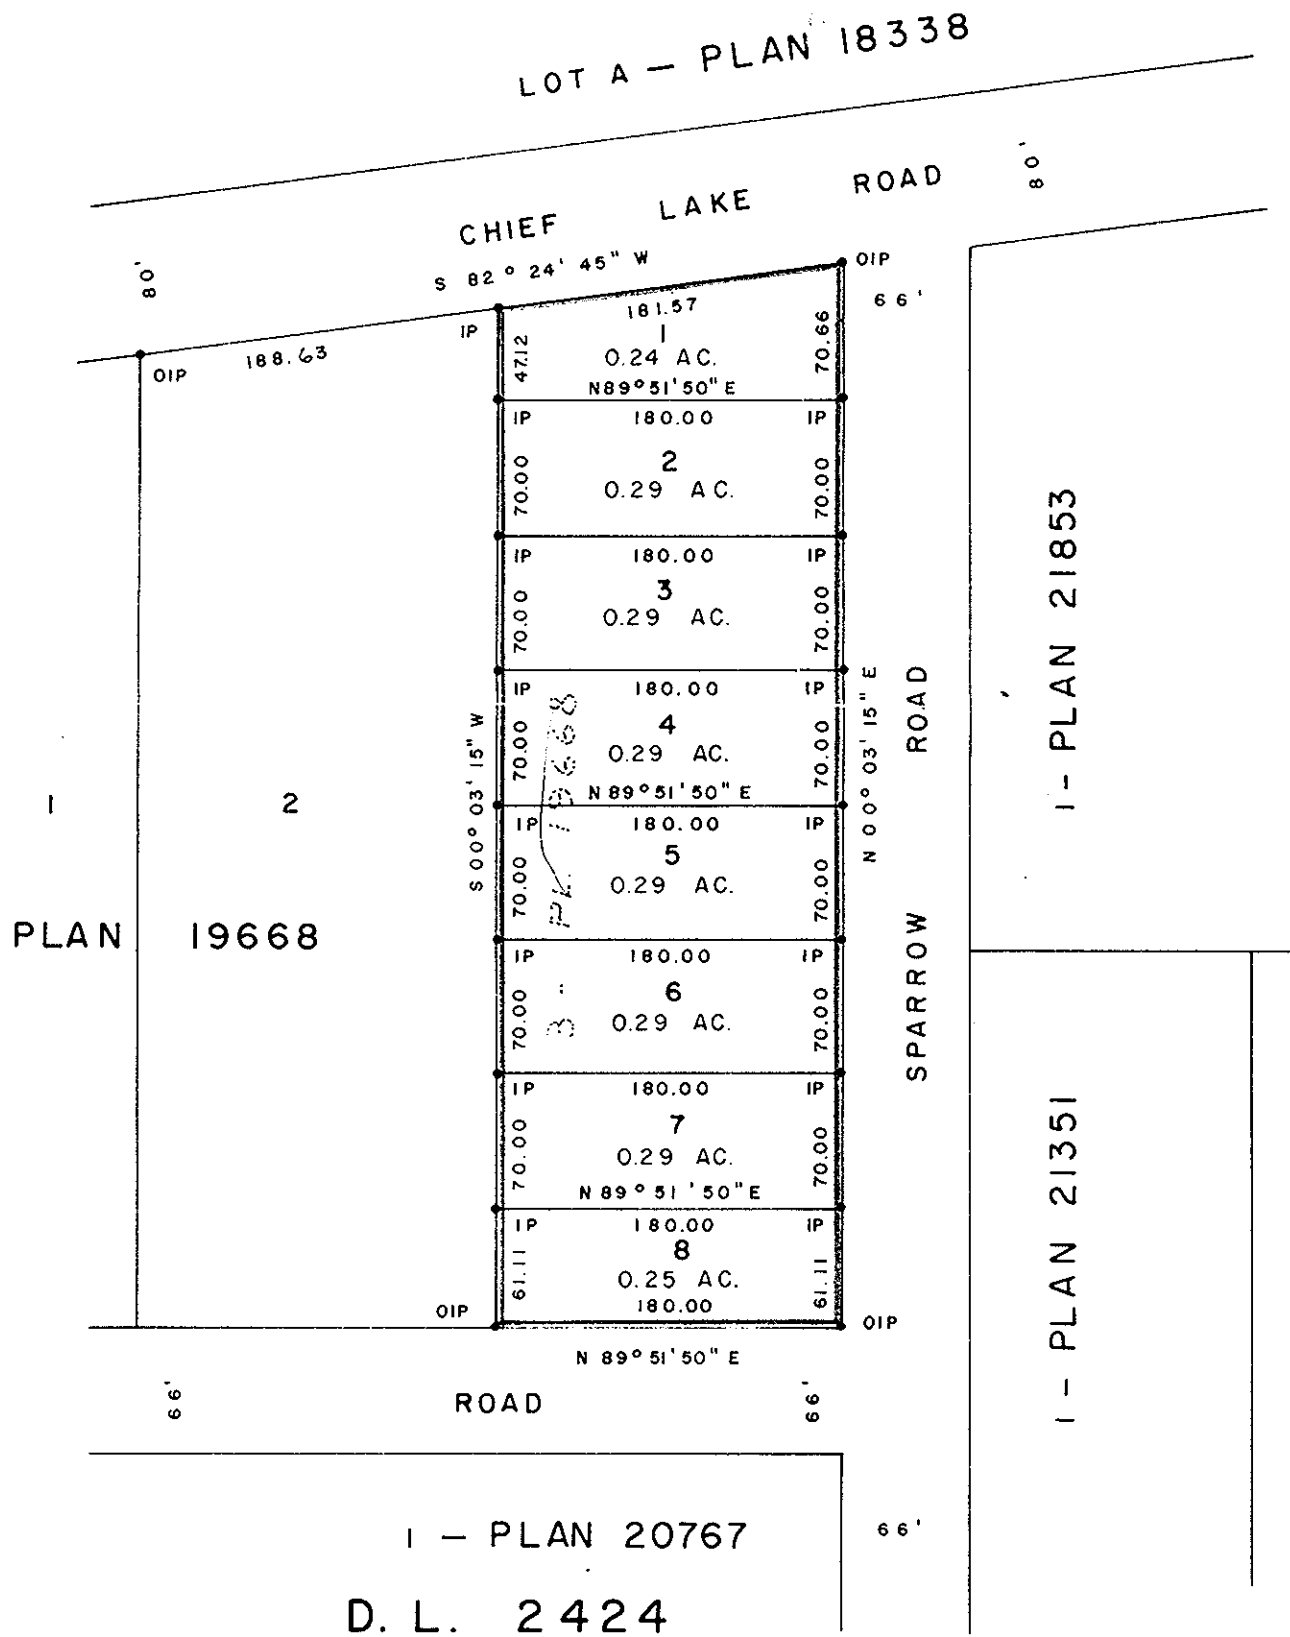 LOT A — PLAN 18338
CHIEF LAKE ROAD
80'
80'
S 82° 24' 45" W
OIP
66'
181.57
IP
188.63
OIP
47.12
1
70.66
0.24 AC.
N89°51'50"E
IP 180.00 IP
70.00
2
70.00
0.29 AC.
IP 180.00 IP
70.00
3
70.00
0.29 AC.
IP 180.00 IP
70.00
4
70.00
0.29 AC.
N 89°51'50"E
IP 180.00 IP
70.00
5
70.00
0.29 AC.
IP 180.00 IP
70.00
6
70.00
0.29 AC.
IP 180.00 IP
70.00
7
70.00
0.29 AC.
N 89°51'50"E
IP 180.00 IP
61.11
8
61.11
0.25 AC.
180.00
OIP
OIP
N 89°51'50"E
S 00° 03' 15" W
3 - PL. 19668
N 00° 03' 15" E
SPARROW ROAD
1 - PLAN 21853
1 - PLAN 21351
1
2
PLAN 19668
66'
ROAD
66'
1 — PLAN 20767
66'
D. L. 2424